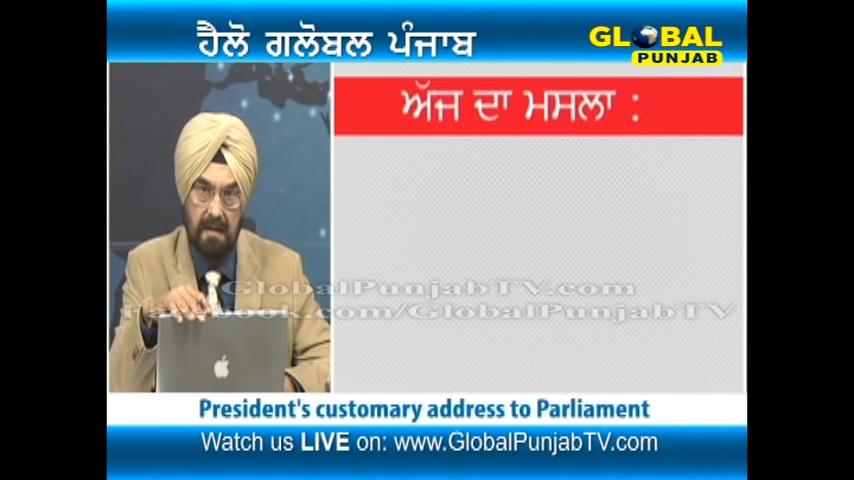 ਹੈਲੋ ਗਲੋਬਲ ਪੰਜਾਬ
GLOBAL
PUNJAB
ਅੱਜ ਦਾ ਮਸਲਾ :
GlobalPunjabTV.com
Facebook.com/GlobalPunjabTV
President's customary address to Parliament
Watch us LIVE on: www.GlobalPunjabTV.com